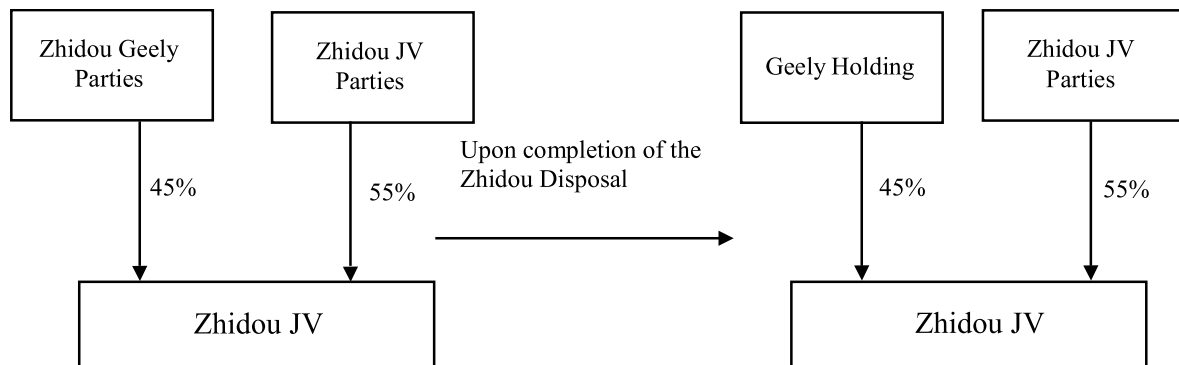 Zhidou Geely
Parties
Zhidou JV
Parties
45%
55%
Zhidou JV
Upon completion of the
Zhidou Disposal
Geely Holding
Zhidou JV
Parties
45%
55%
Zhidou JV